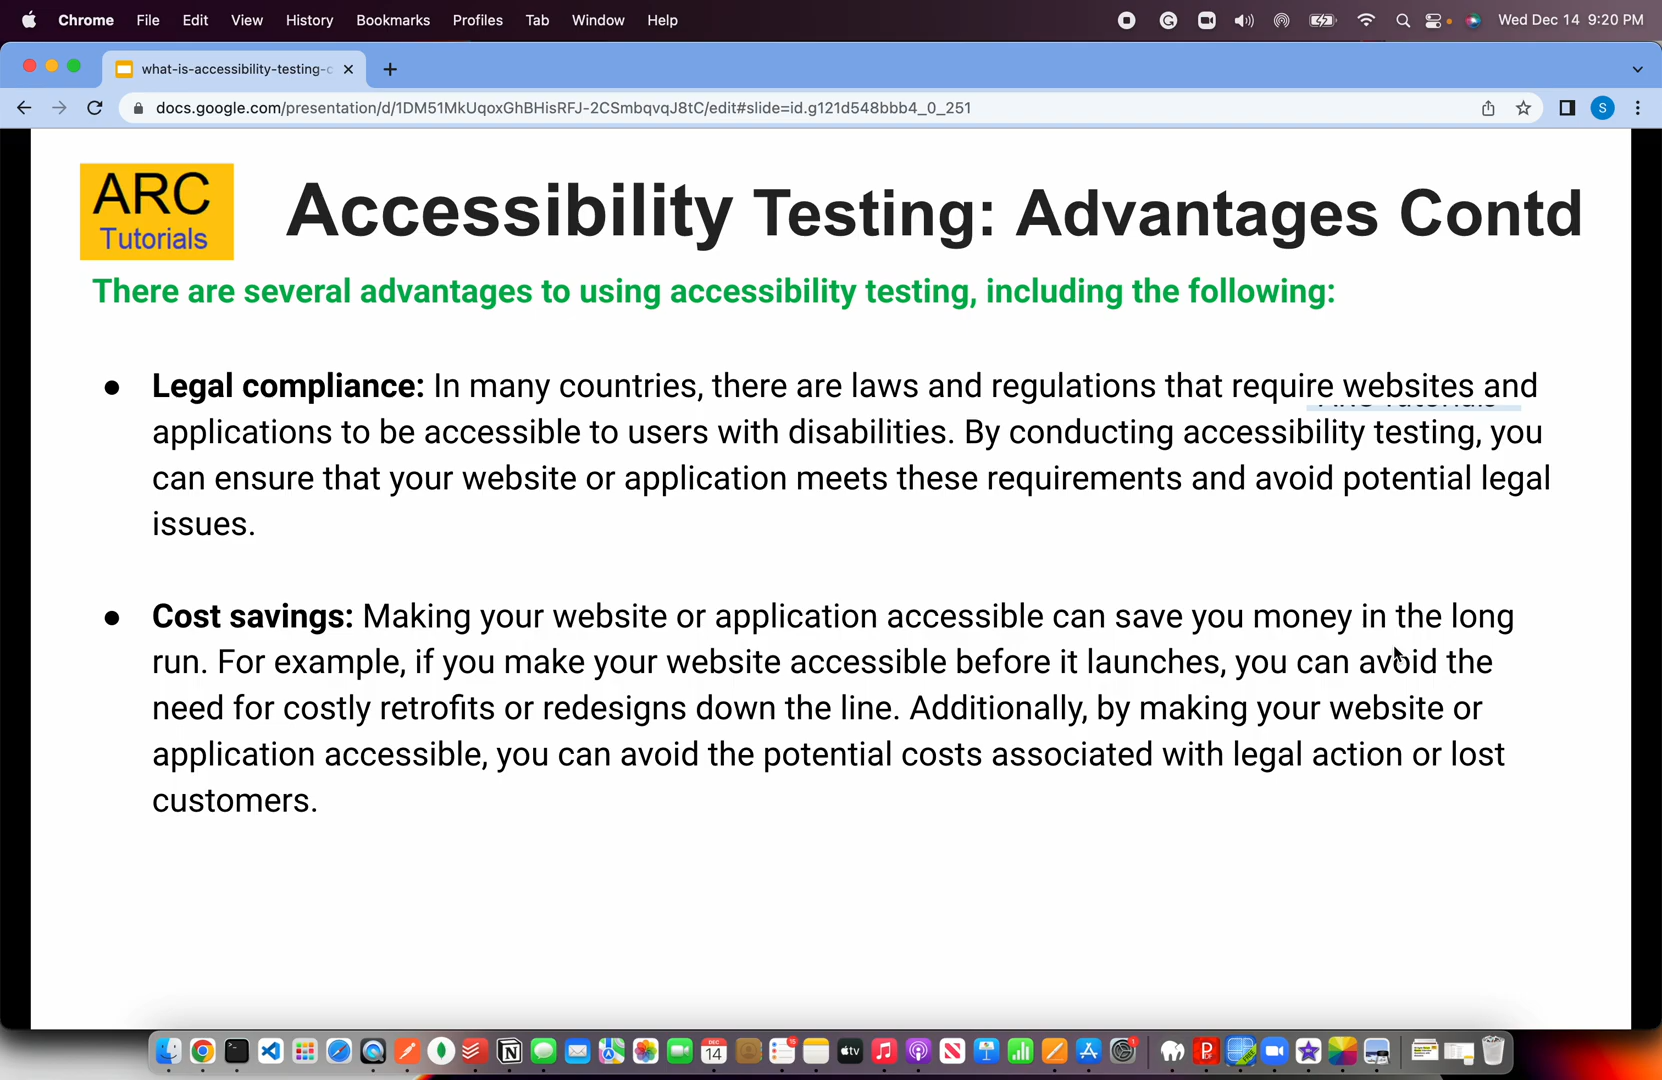 Chrome File Edit View History Bookmarks Profiles Tab Window Help Wed Dec 14 9:20 PM
what-is-accessibility-testing-
docs.google.com/presentation/d/1DM51MkUqoxGhBHisRFJ-2CSmbqvqJ8tC/edit#slide=id.g121d548bbb4_0_251
S
ARC
Tutorials
Accessibility Testing: Advantages Contd
There are several advantages to using accessibility testing, including the following:
● Legal compliance: In many countries, there are laws and regulations that require websites and
applications to be accessible to users with disabilities. By conducting accessibility testing, you
can ensure that your website or application meets these requirements and avoid potential legal
issues.
● Cost savings: Making your website or application accessible can save you money in the long
run. For example, if you make your website accessible before it launches, you can avoid the
need for costly retrofits or redesigns down the line. Additionally, by making your website or
application accessible, you can avoid the potential costs associated with legal action or lost
customers.
DEC
14
tv